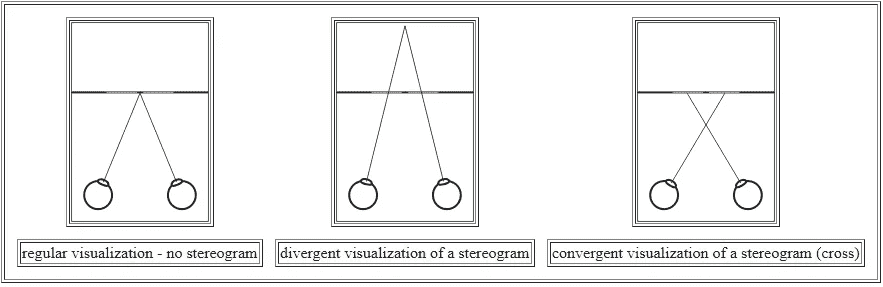 regular visualization - no stereogram
divergent visualization of a stereogram
convergent visualization of a stereogram (cross)